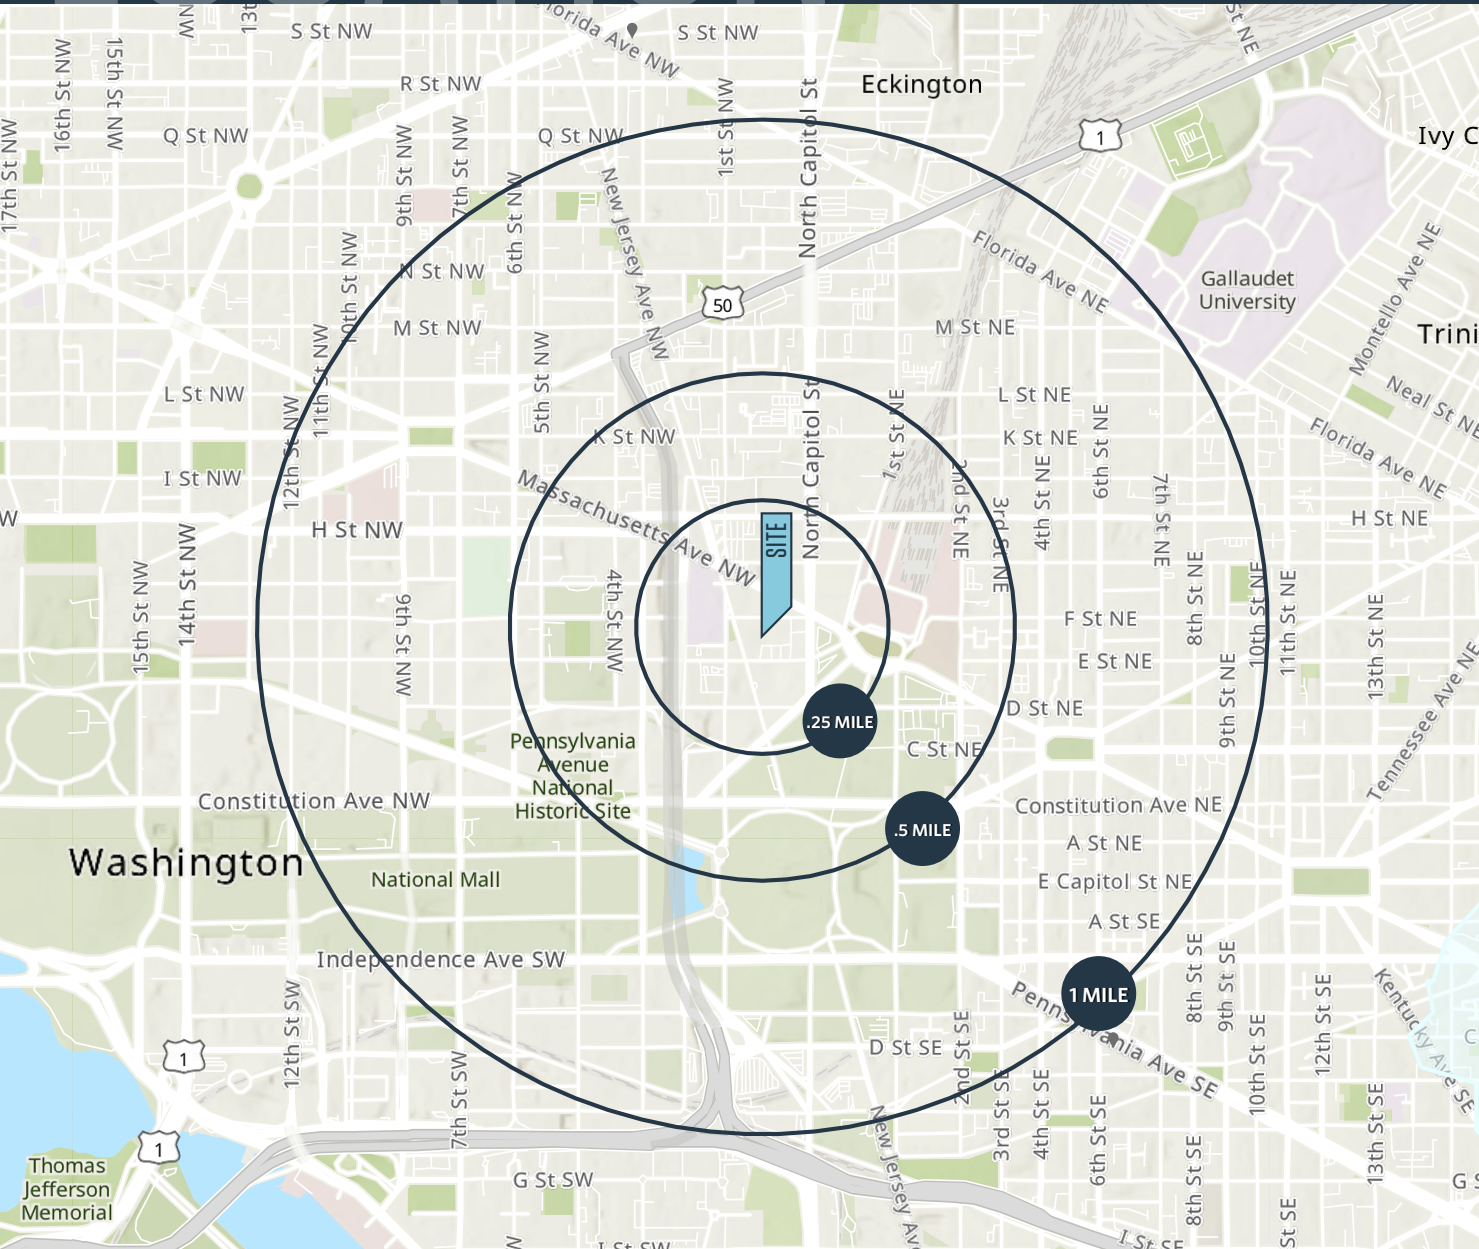 13t
NW
S St NW
Florida Ave NW
S St NW
St NE
16th St NW
15th St NW
R St NW
Eckington
17th St NW
Q St NW
Q St NW
1st St NW
North Capitol St
1
Ivy C
9th St NW
7th St NW
6th St NW
New Jersey Ave NW
10th St NW
N St NW
Florida Ave NE
Gallaudet
University
Montello Ave NE
50
M St NW
M St NE
Trini
11th St NW
5th St NW
L St NW
12th St NW
North Capitol St
1st St NE
L St NE
Neal St NE
K St NW
K St NE
6th St NE
Florida Ave NE
I St NW
Massachusetts Ave NW
2nd St NE
3rd St NE
4th St NE
7th St NE
W
H St NW
SITE
H St NE
14th St NW
15th St NW
9th St NW
4th St NW
8th St NE
10th St NE
11th St NE
13th St NE
F St NE
E St NE
9th St NE
Tennessee Ave NE
D St NE
.25 MILE
C St NE
Pennsylvania
Avenue
National
Historic Site
Constitution Ave NW
Constitution Ave NE
.5 MILE
A St NE
Washington
National Mall
E Capitol St NE
A St SE
Independence Ave SW
1 MILE
Pennsylvania Ave SE
8th St SE
9th St SE
12th St SE
Kentucky Ave SE
12th St SW
1
D St SE
2nd St SE
10th St SE
C
7th St SW
3rd St SE
4th St SE
6th St SE
13th St SE
1
New Jersey Ave
8th St SE
Thomas
Jefferson
Memorial
G St SW
G S
W
I St SW
I St SE
St SE